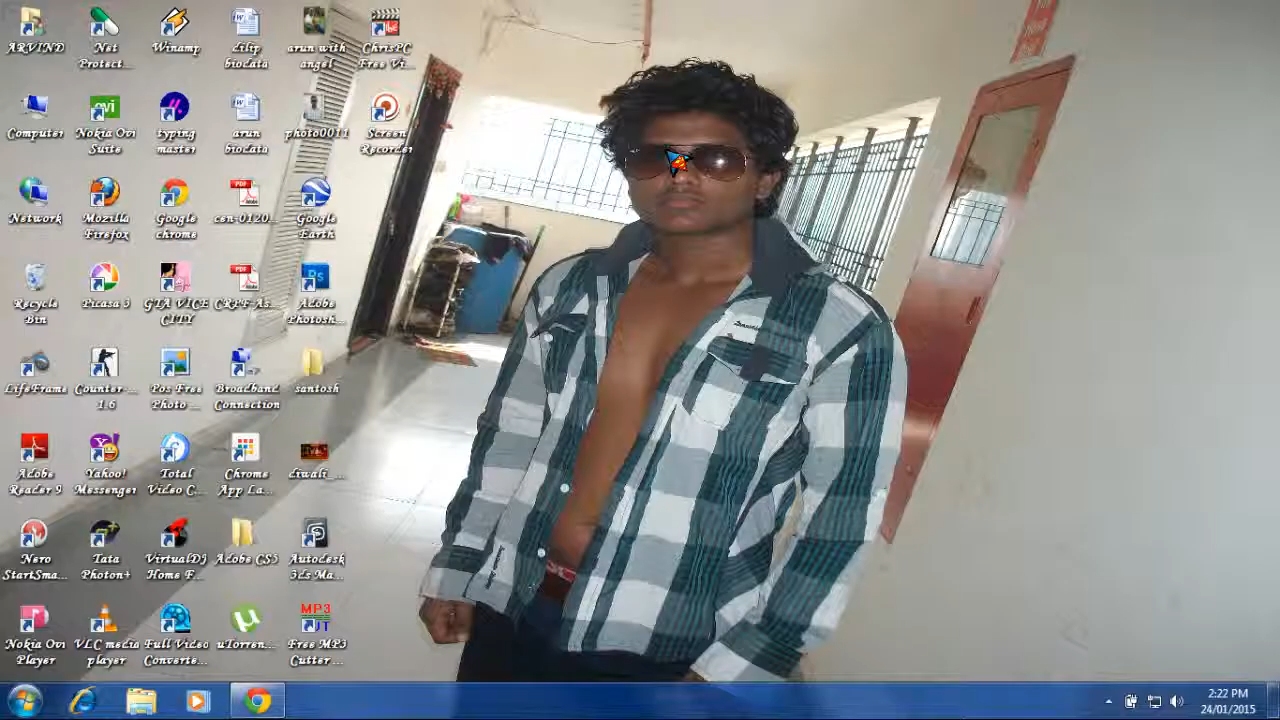 ARVIND
Net
Protect...
Winamp
dilip
biodata
arun with
angel
ChrisPC
Free Vi...
Computer
Nokia Ovi
Suite
typing
master
arun
biodata
photo0011
Screen
Recorder
Network
Mozilla
Firefox
Google
chrome
cen-0120...
Google
Earth
Recycle
Bin
Picasa 3
GTA VICE
CITY
CRPF-As...
Adobe
Photosh...
LifeFrame
Counter-...
1.6
Pos Free
Photo ...
Broadband
Connection
santosh
Adobe
Reader 9
Yahoo!
Messenger
Total
Video C...
Chrome
App La...
diwali_...
Nero
StartSma...
Tata
Photon+
VirtualDJ
Home F...
Adobe CS5
Autodesk
3ds Ma...
Nokia Ovi
Player
VLC media
player
Full Video
Converte...
uTorren...
Free MP3
Cutter ...
2:22 PM
24/01/2015